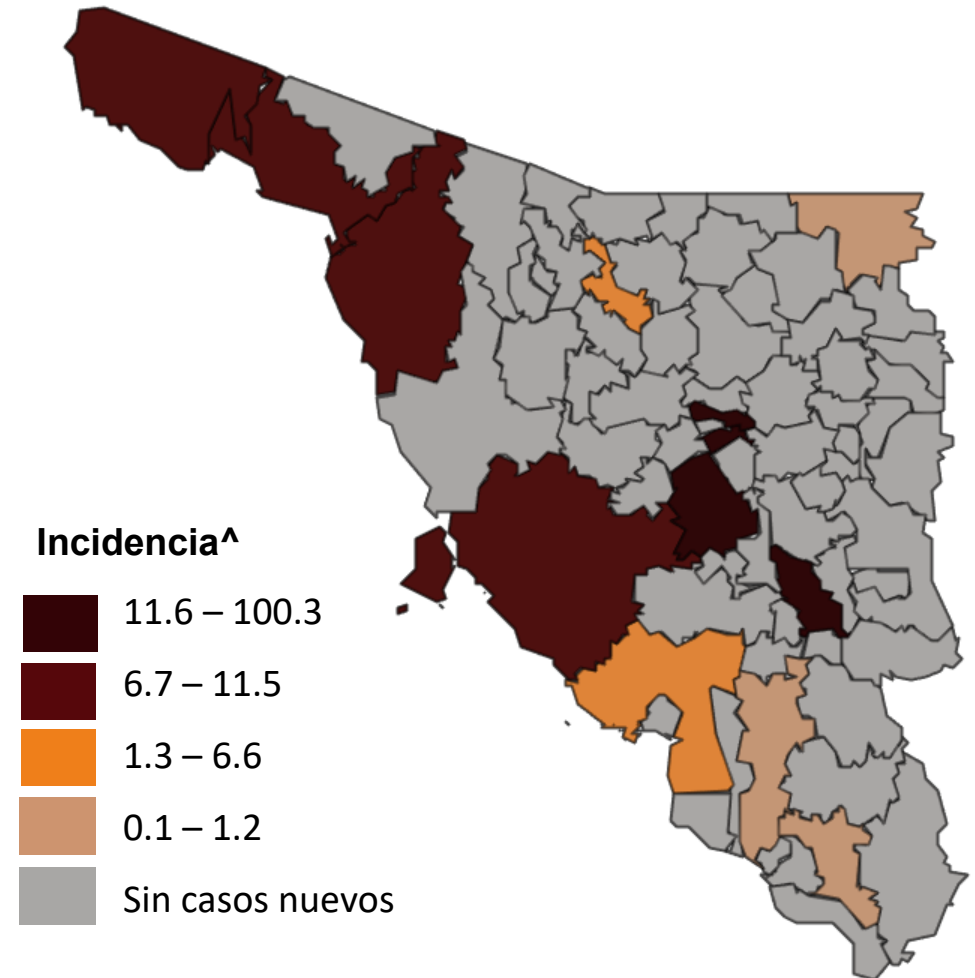 Incidencia^
11.6 – 100.3
6.7 – 11.5
1.3 – 6.6
0.1 – 1.2
Sin casos nuevos